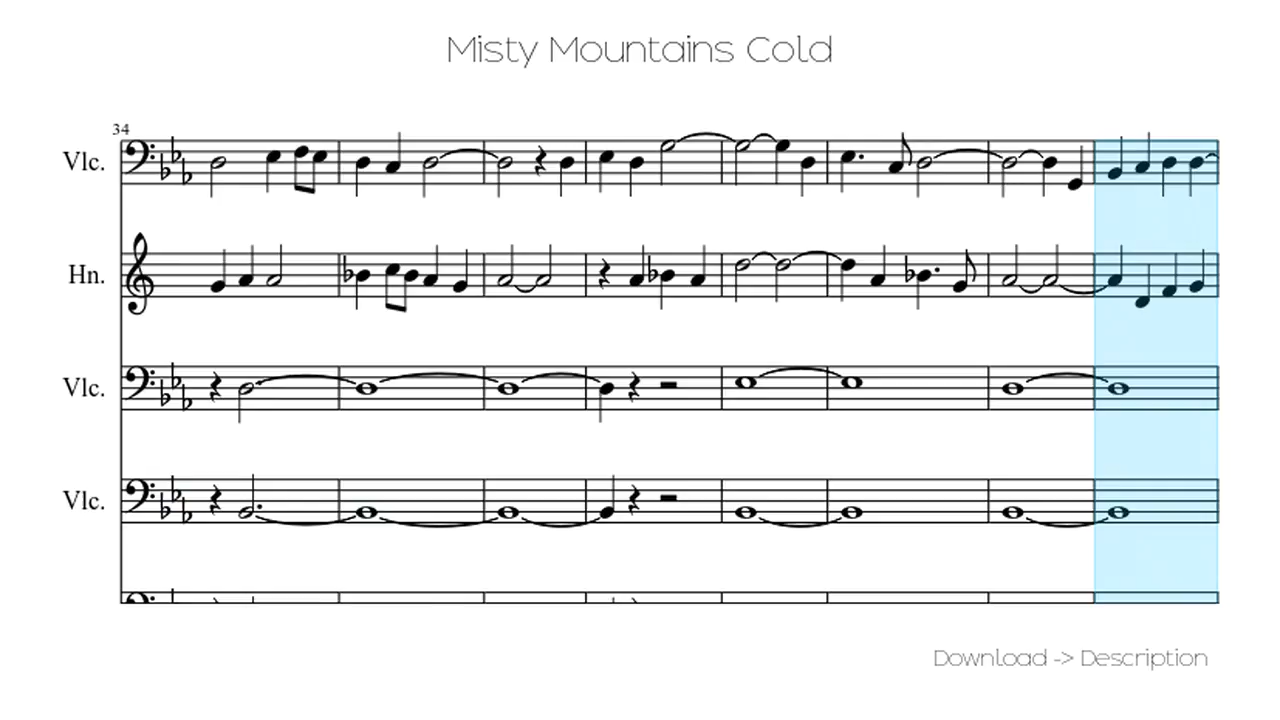 Misty Mountains Cold
34
Vlc.
Hn.
Vlc.
Vlc.
Download -> Description